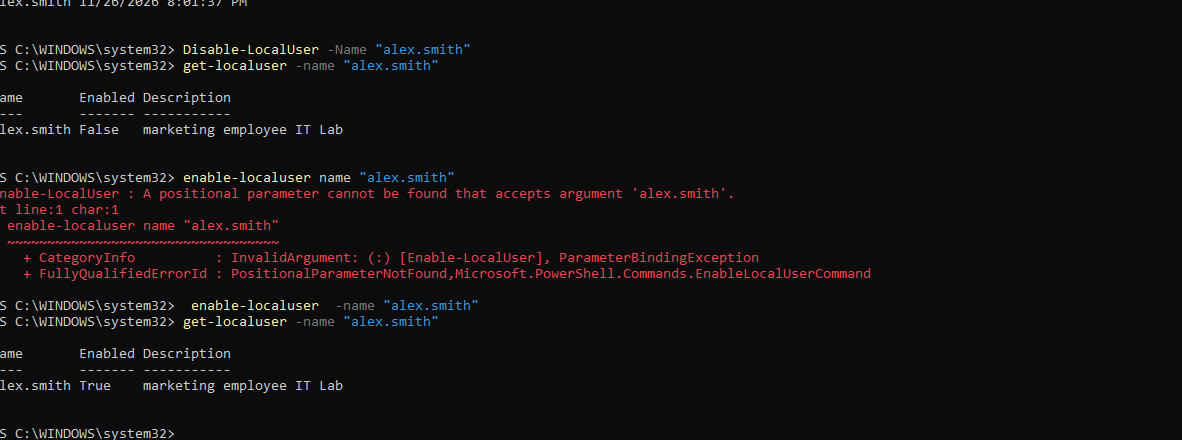 lex.smith 11/26/2026 8:01:37 PM
S C:\WINDOWS\system32> Disable-LocalUser -Name "alex.smith"
S C:\WINDOWS\system32> get-localuser -name "alex.smith"
ame       Enabled Description
---       ------- -----------
lex.smith False   marketing employee IT Lab
S C:\WINDOWS\system32> enable-localuser name "alex.smith"
nable-LocalUser : A positional parameter cannot be found that accepts argument 'alex.smith'.
t line:1 char:1
 enable-localuser name "alex.smith"
 ~~~~~~~~~~~~~~~~~~~~~~~~~~~~~~~~~~
   + CategoryInfo          : InvalidArgument: (:) [Enable-LocalUser], ParameterBindingException
   + FullyQualifiedErrorId : PositionalParameterNotFound,Microsoft.PowerShell.Commands.EnableLocalUserCommand
S C:\WINDOWS\system32>  enable-localuser  -name "alex.smith"
S C:\WINDOWS\system32> get-localuser -name "alex.smith"
ame       Enabled Description
---       ------- -----------
lex.smith True    marketing employee IT Lab
S C:\WINDOWS\system32>